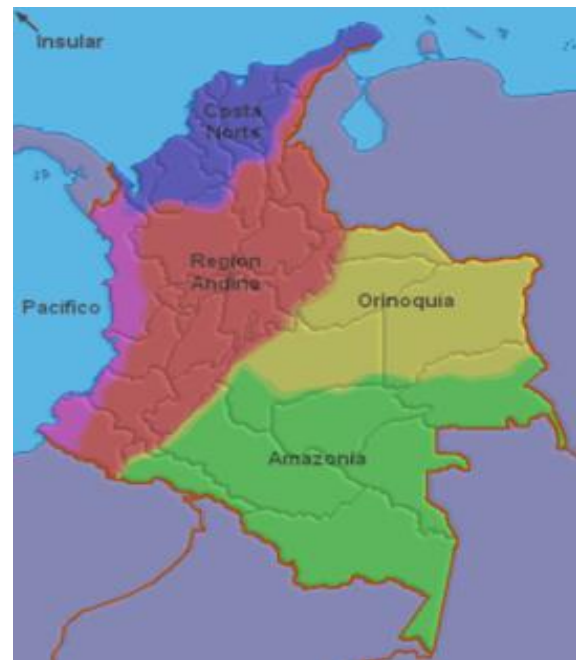 Insular
Costa
Norte
Region
Andina
Pacifico
Orinoquia
Amazonia